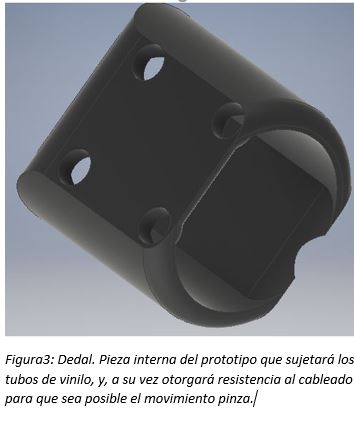 Figura3: Dedal. Pieza interna del prototipo que sujetará los
tubos de vinilo, y, a su vez otorgará resistencia al cableado
para que sea posible el movimiento pinza.